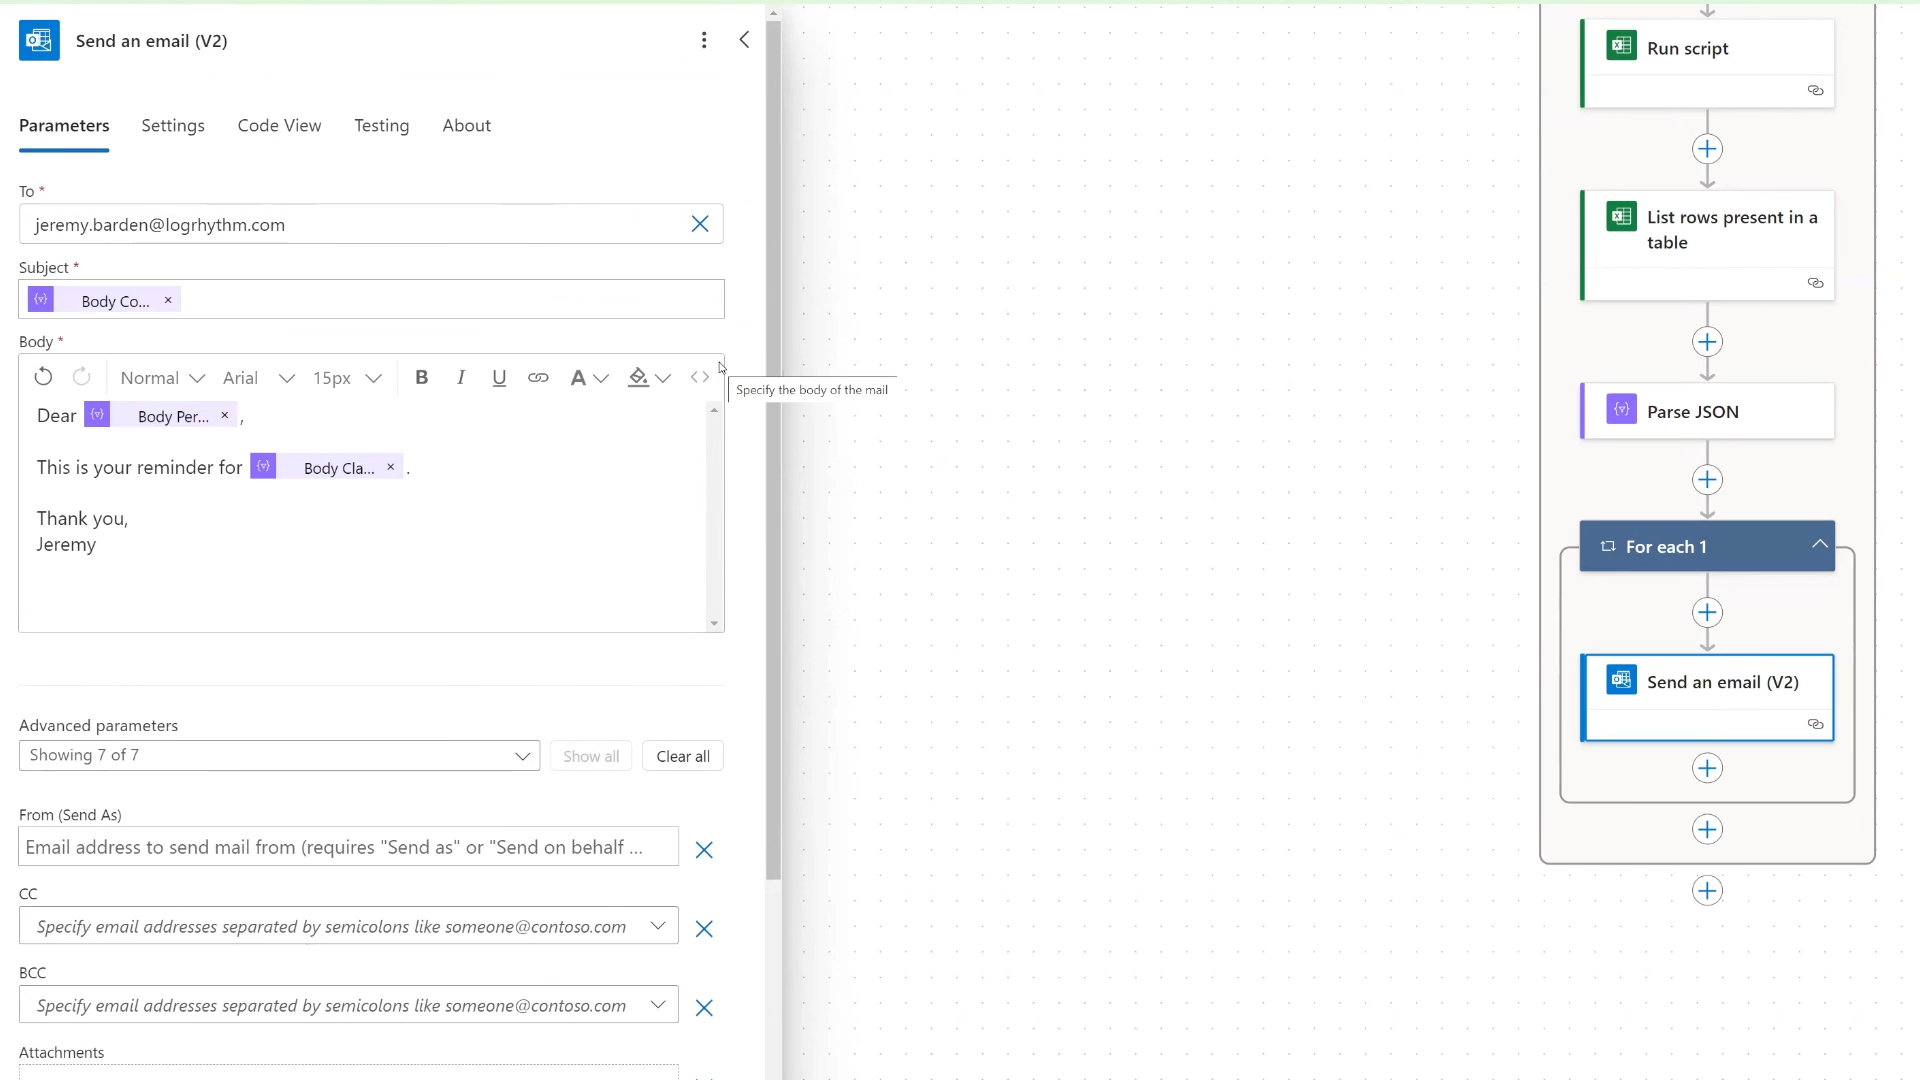 Send an email (V2)
Parameters
Settings
Code View
Testing
About
To *
jeremy.barden@logrhythm.com
Subject *
Body Co... ×
Body *
Normal
Arial
15px
B
I
U
A
Specify the body of the mail
Dear Body Per... × ,
This is your reminder for Body Cla... × .
Thank you,
Jeremy
Advanced parameters
Showing 7 of 7
Show all
Clear all
From (Send As)
Email address to send mail from (requires "Send as" or "Send on behalf ...
CC
Specify email addresses separated by semicolons like someone@contoso.com
BCC
Specify email addresses separated by semicolons like someone@contoso.com
Attachments
Run script
List rows present in a
table
Parse JSON
For each 1
Send an email (V2)